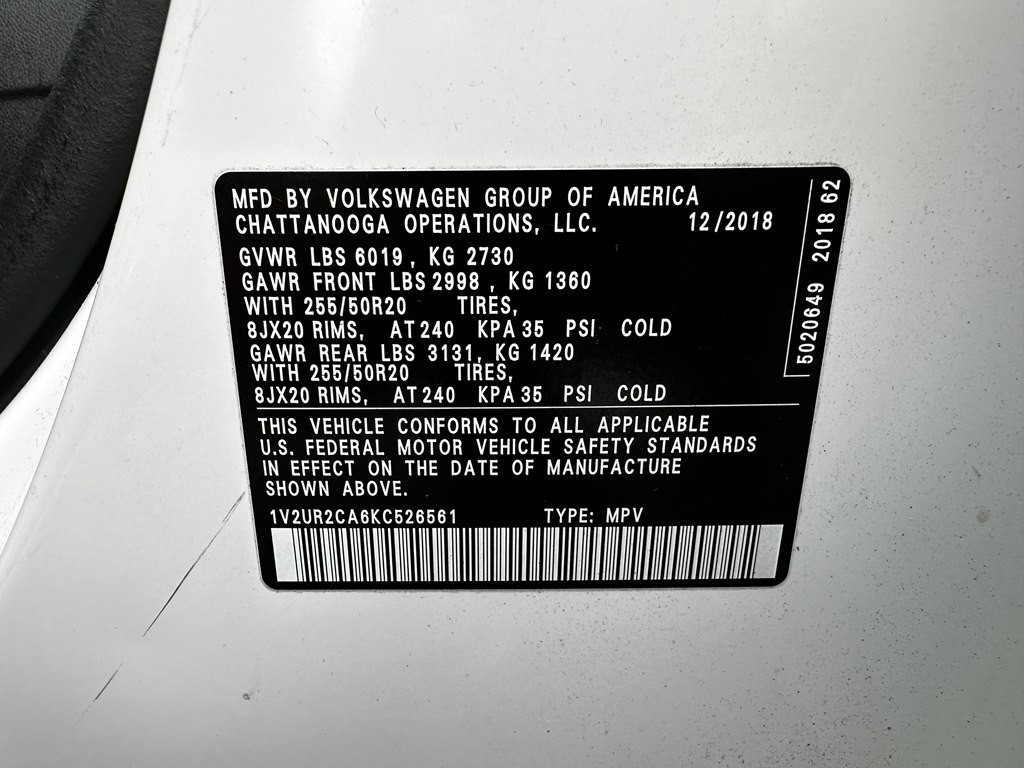 MFD BY VOLKSWAGEN GROUP OF AMERICA
CHATTANOOGA OPERATIONS, LLC. 12/2018
GVWR LBS 6019, KG 2730
GAWR FRONT LBS 2998 , KG 1360
WITH 255/50R20 TIRES,
8JX20 RIMS, AT 240 KPA 35 PSI COLD
GAWR REAR LBS 3131, KG 1420
WITH 255/50R20 TIRES,
8JX20 RIMS, AT 240 KPA 35 PSI COLD
THIS VEHICLE CONFORMS TO ALL APPLICABLE
U.S. FEDERAL MOTOR VEHICLE SAFETY STANDARDS
IN EFFECT ON THE DATE OF MANUFACTURE
SHOWN ABOVE.
1V2UR2CA6KC526561 TYPE: MPV
5020649 2018 62